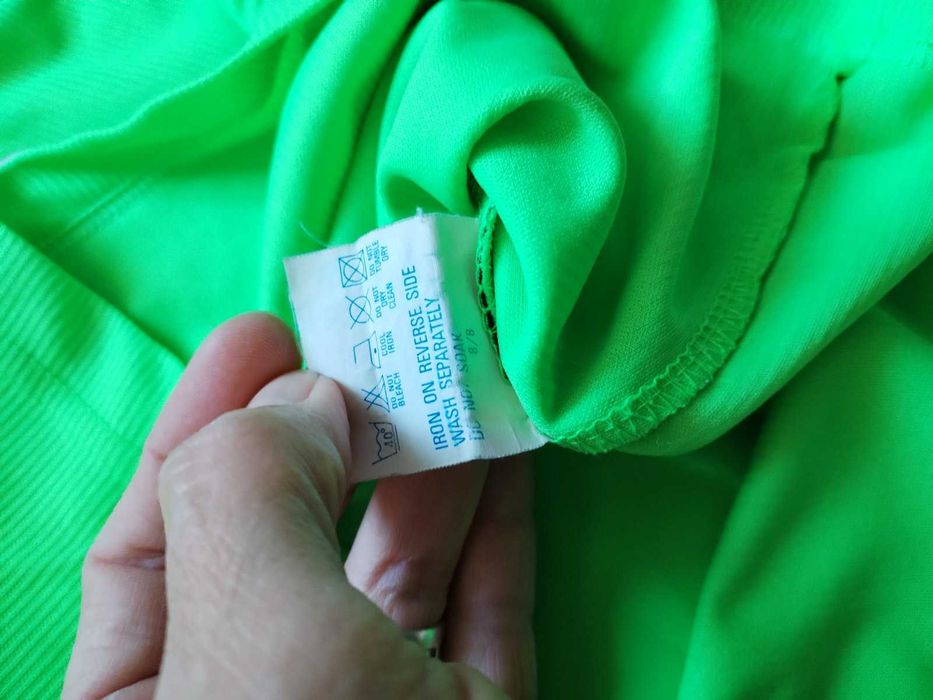 40°
DO NOT
BLEACH
COOL
IRON
DO NOT
DRY
CLEAN
DO NOT
TUMBLE
DRY
IRON ON REVERSE SIDE
WASH SEPARATELY
DO NOT SOAK
8/8